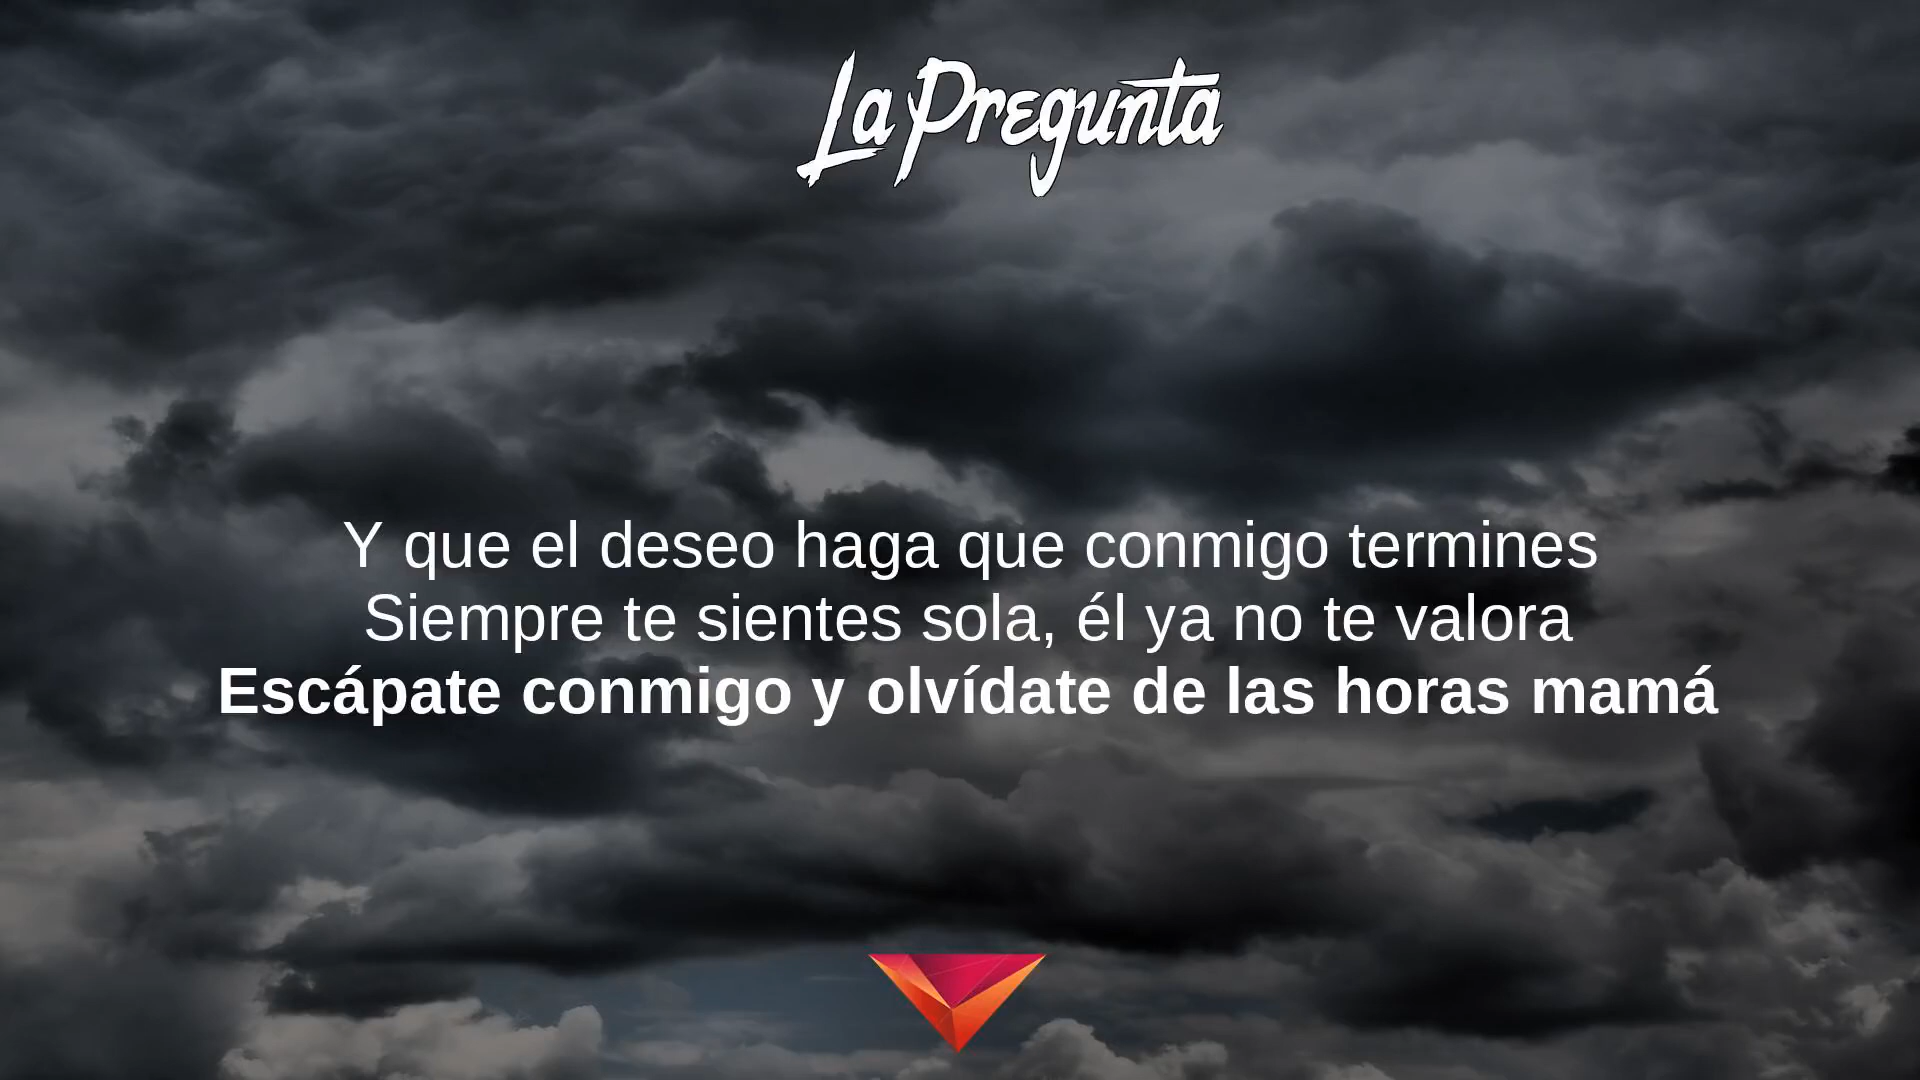 La Pregunta
Y que el deseo haga que conmigo termines
Siempre te sientes sola, él ya no te valora
Escápate conmigo y olvídate de las horas mamá